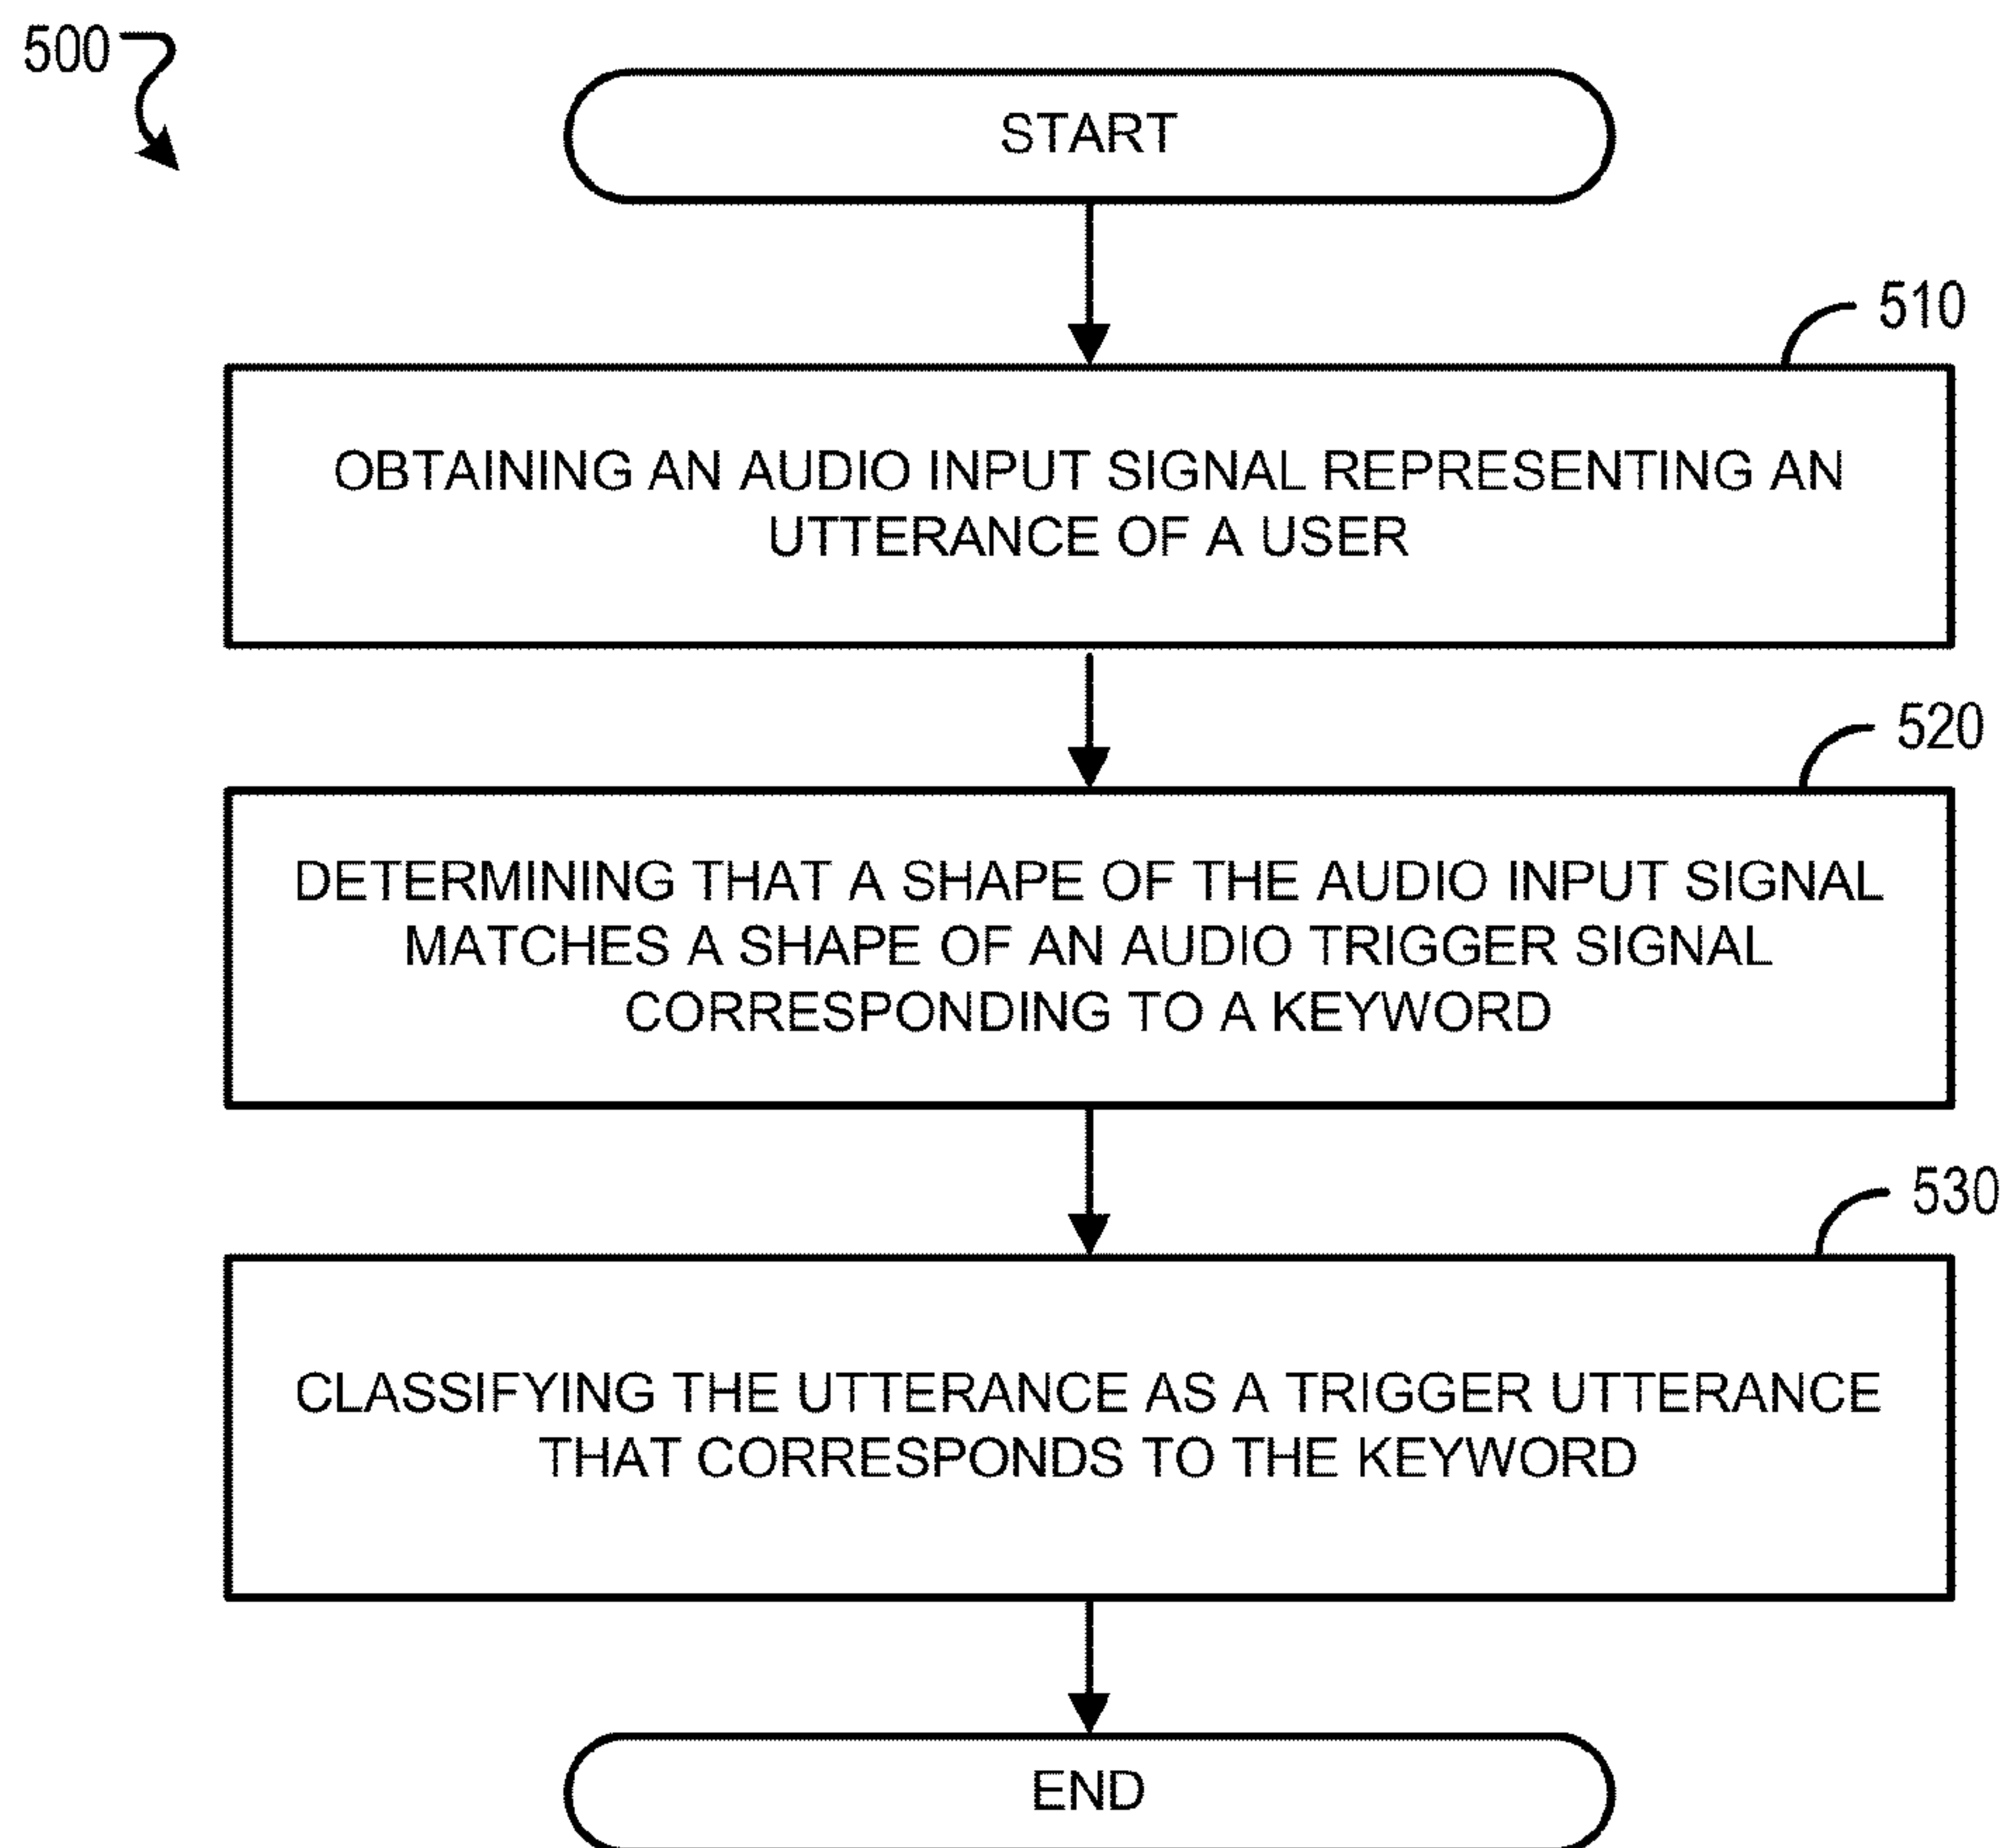 500
START
510
OBTAINING AN AUDIO INPUT SIGNAL REPRESENTING AN
UTTERANCE OF A USER
520
DETERMINING THAT A SHAPE OF THE AUDIO INPUT SIGNAL
MATCHES A SHAPE OF AN AUDIO TRIGGER SIGNAL
CORRESPONDING TO A KEYWORD
530
CLASSIFYING THE UTTERANCE AS A TRIGGER UTTERANCE
THAT CORRESPONDS TO THE KEYWORD
END